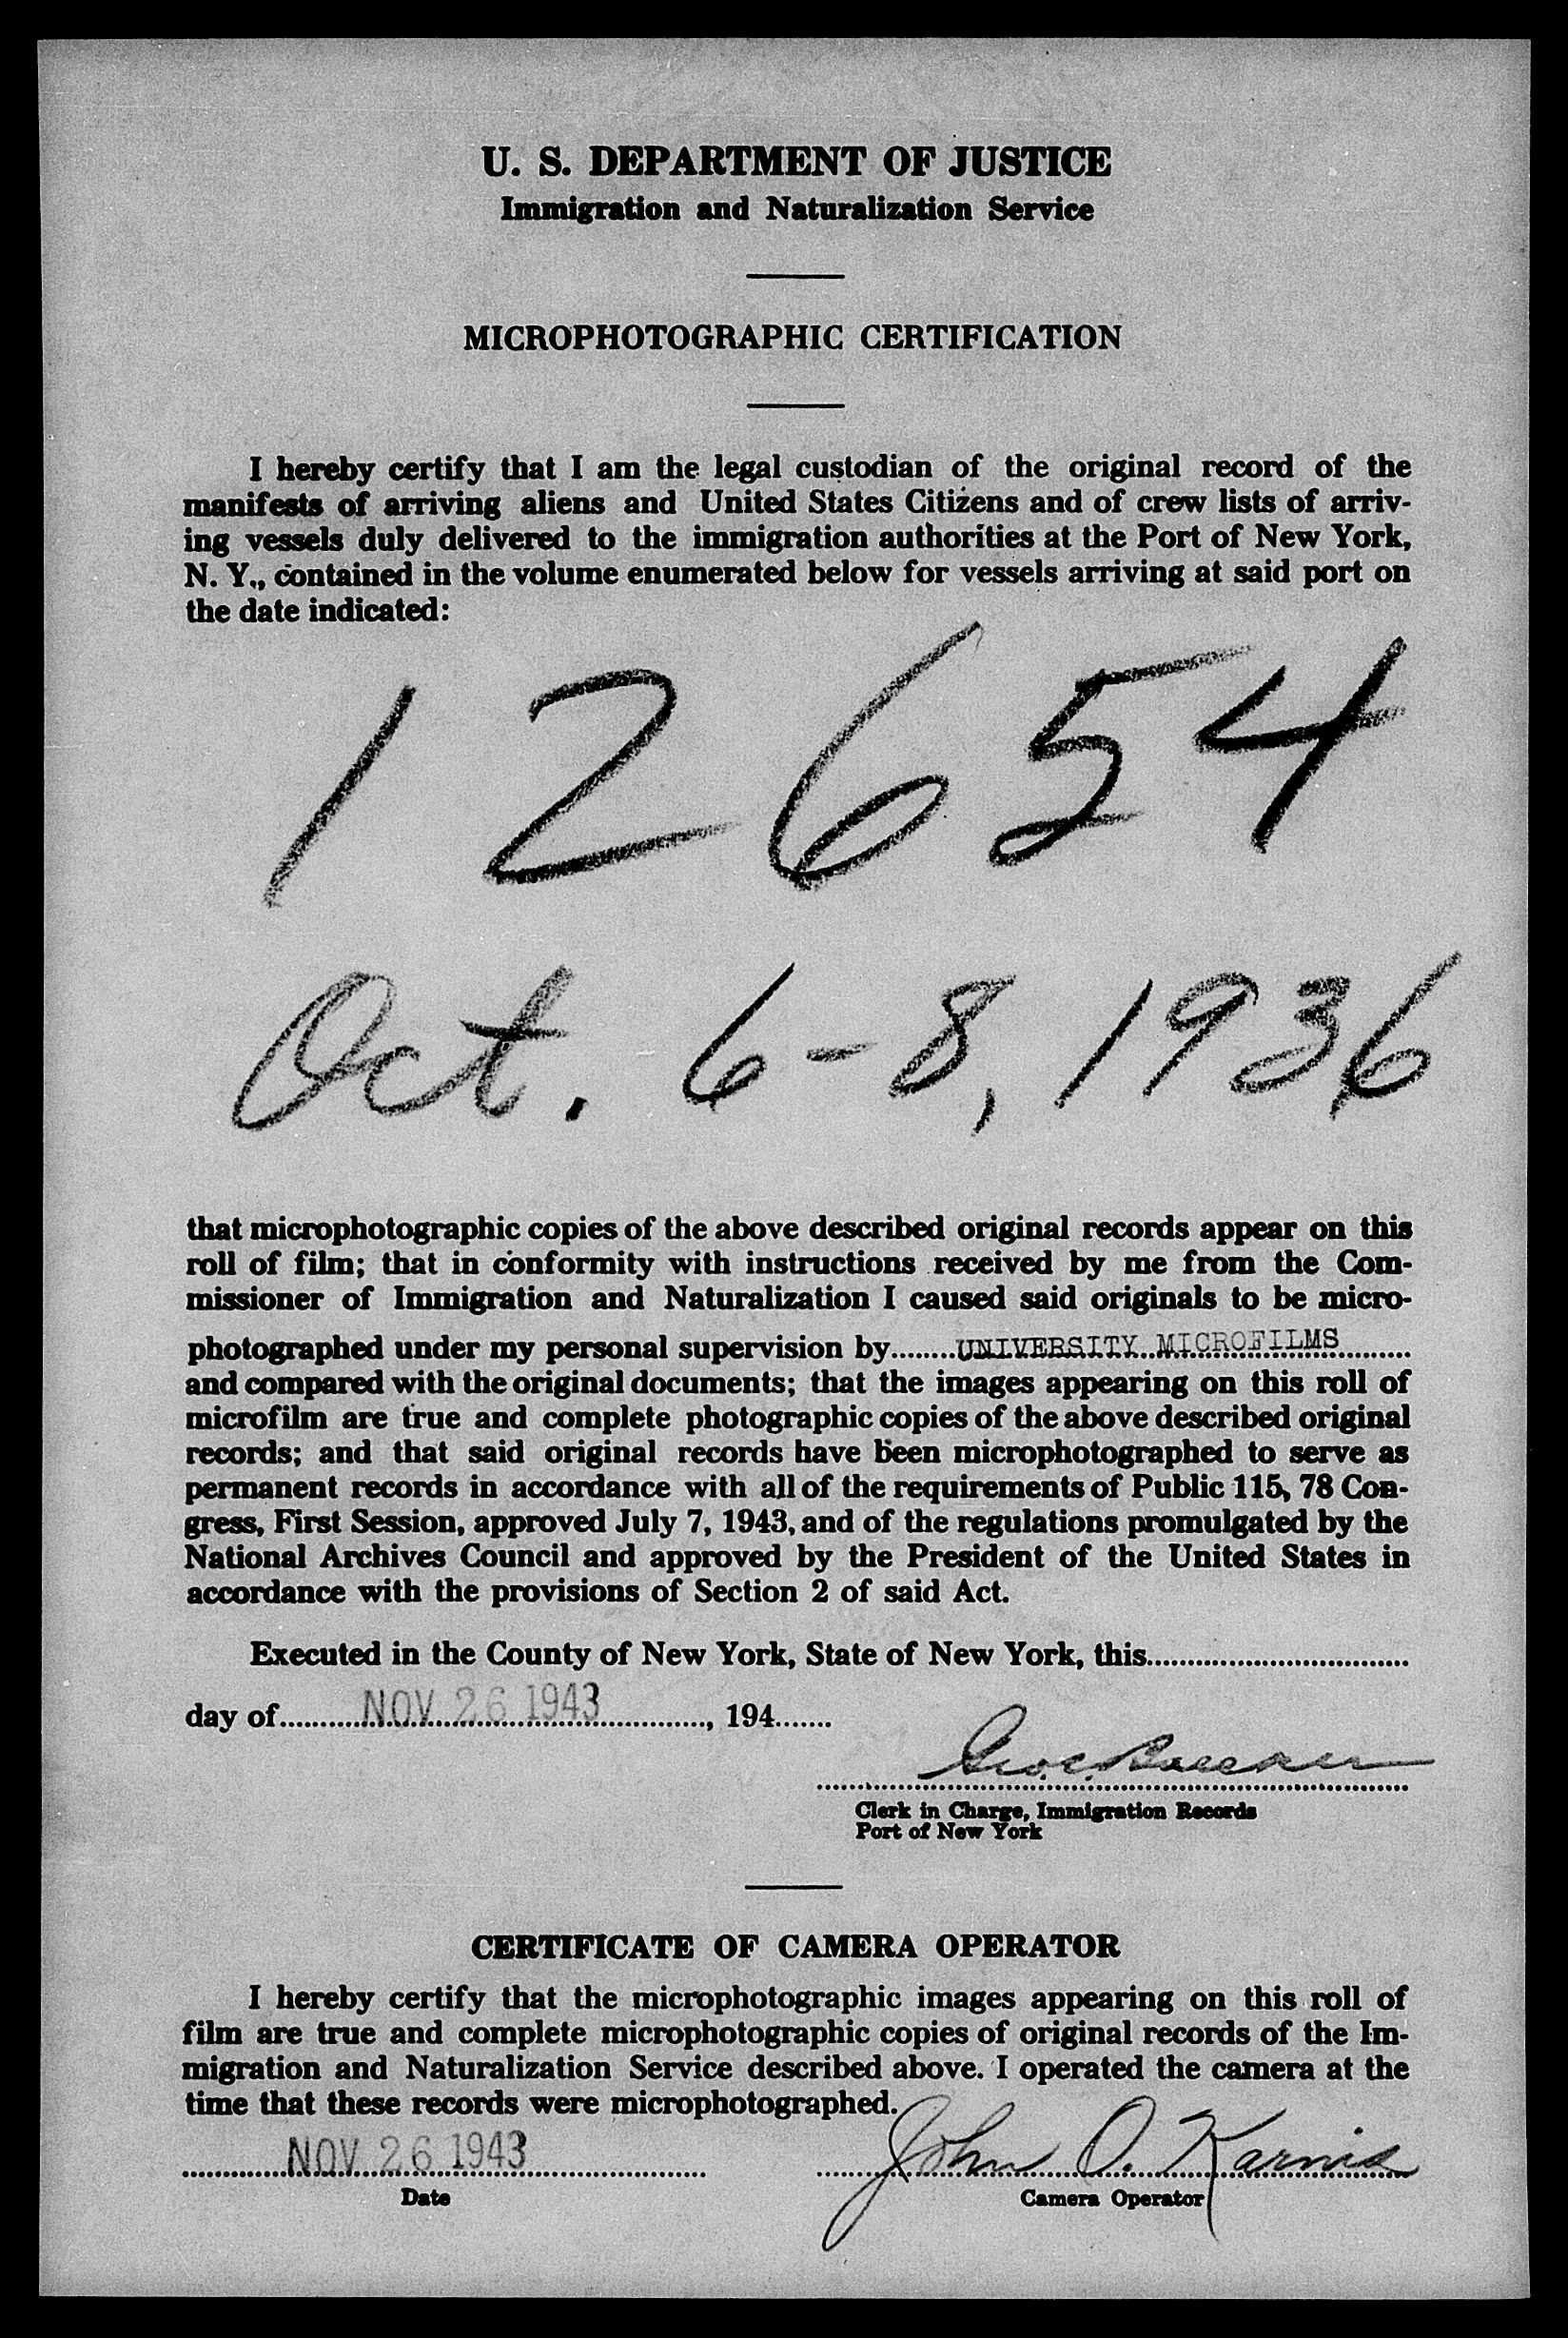 U. S. DEPARTMENT OF JUSTICE
Immigration and Naturalization Service
MICROPHOTOGRAPHIC CERTIFICATION
I hereby certify that I am the legal custodian of the original record of the
manifests of arriving aliens and United States Citizens and of crew lists of arriv-
ing vessels duly delivered to the immigration authorities at the Port of New York,
N. Y., contained in the volume enumerated below for vessels arriving at said port on
the date indicated:
12654
Oct. 6-8, 1936
that microphotographic copies of the above described original records appear on this
roll of film; that in conformity with instructions received by me from the Com-
missioner of Immigration and Naturalization I caused said originals to be micro-
photographed under my personal supervision by........UNIVERSITY MICROFILMS.........
and compared with the original documents; that the images appearing on this roll of
microfilm are true and complete photographic copies of the above described original
records; and that said original records have been microphotographed to serve as
permanent records in accordance with all of the requirements of Public 115, 78 Con-
gress, First Session, approved July 7, 1943, and of the regulations promulgated by the
National Archives Council and approved by the President of the United States in
accordance with the provisions of Section 2 of said Act.
Executed in the County of New York, State of New York, this................................
day of..........NOV 26 1943............., 194.......
Geo. C.
Clerk in Charge, Immigration Records
Port of New York
CERTIFICATE OF CAMERA OPERATOR
I hereby certify that the microphotographic images appearing on this roll of
film are true and complete microphotographic copies of original records of the Im-
migration and Naturalization Service described above. I operated the camera at the
time that these records were microphotographed.
NOV 26 1943 John O. Karnis
Date Camera Operator